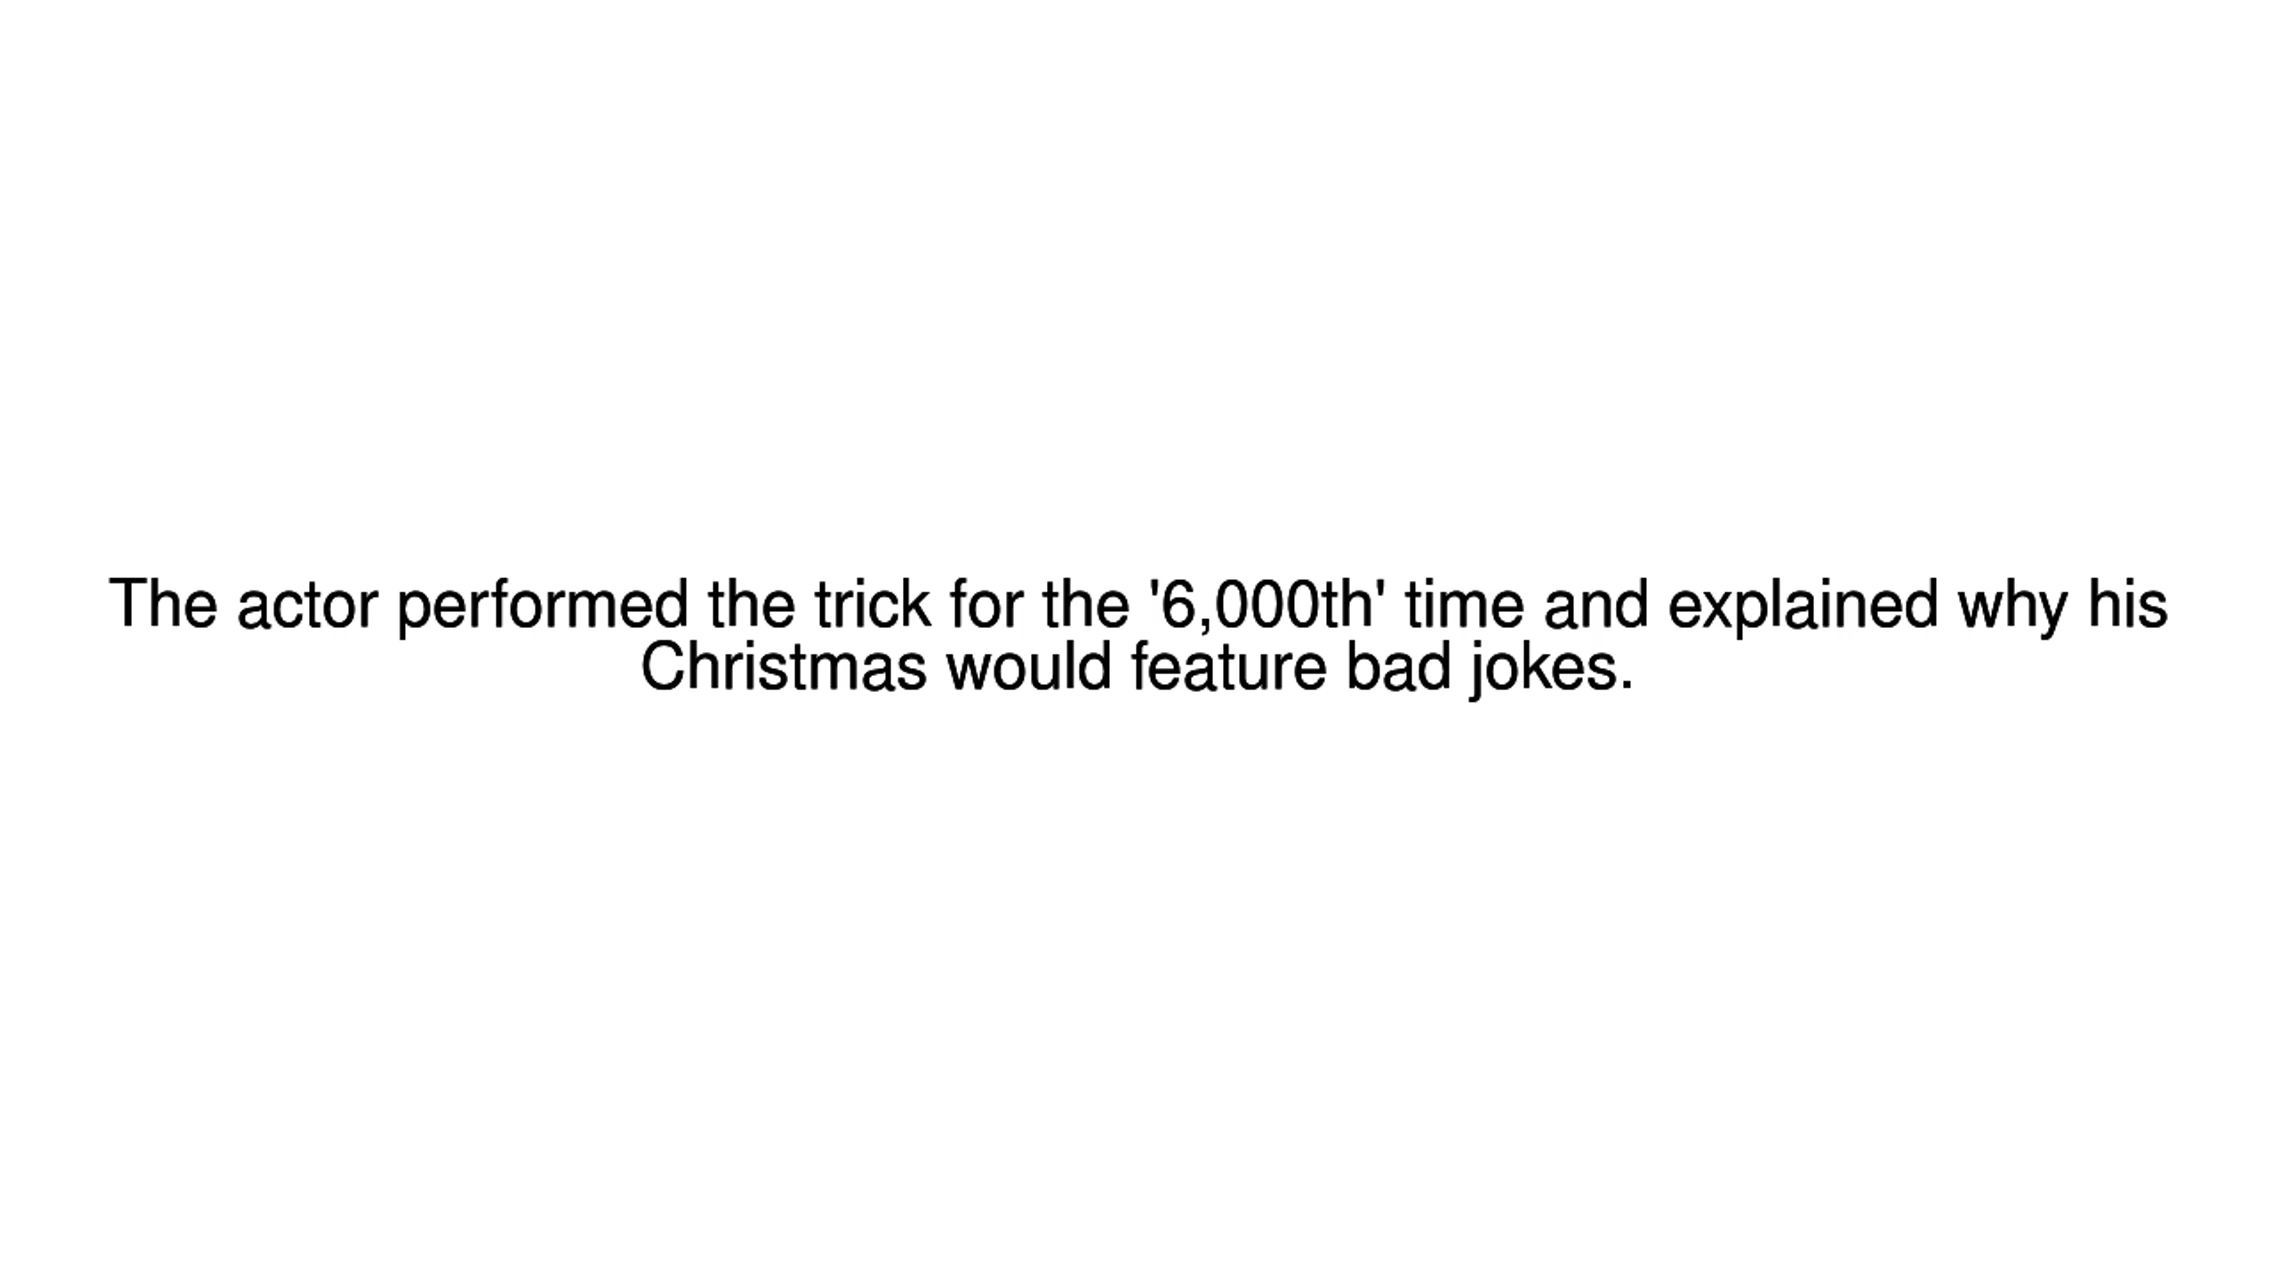 The actor performed the trick for the '6,000th' time and explained why his
Christmas would feature bad jokes.